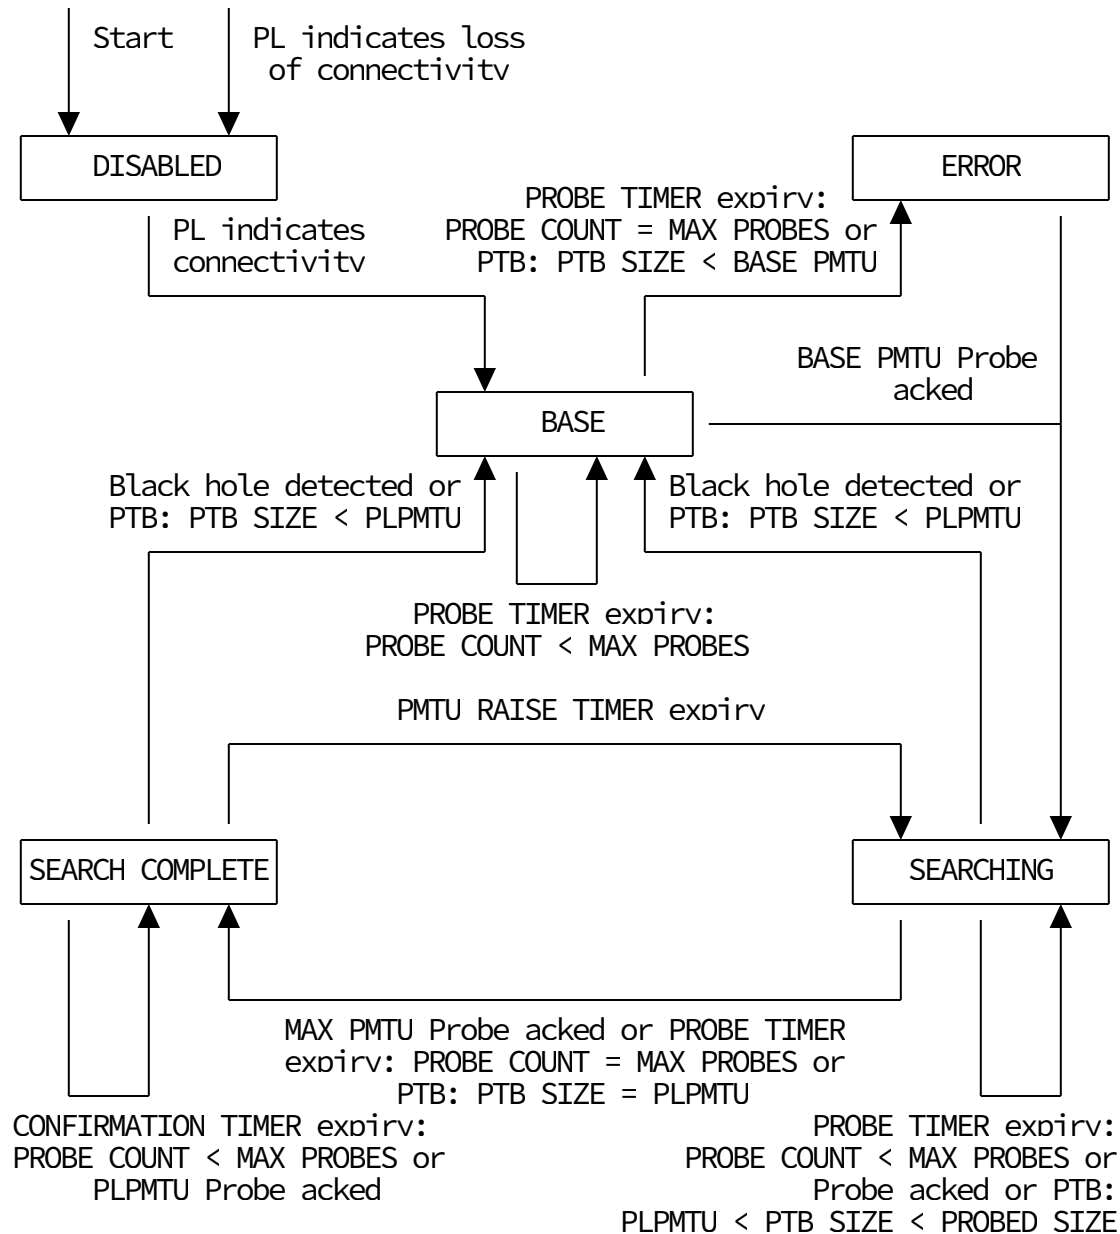 Start
PL indicates loss
of connectivity
DISABLED
ERROR
PROBE TIMER expiry:
PROBE COUNT = MAX PROBES or
PTB: PTB SIZE < BASE PMTU
PL indicates
connectivity
BASE PMTU Probe
acked
BASE
Black hole detected or
PTB: PTB SIZE < PLPMTU
Black hole detected or
PTB: PTB SIZE < PLPMTU
PROBE TIMER expiry:
PROBE COUNT < MAX PROBES
PMTU RAISE TIMER expiry
SEARCH COMPLETE
SEARCHING
MAX PMTU Probe acked or PROBE TIMER
expiry: PROBE COUNT = MAX PROBES or
PTB: PTB SIZE = PLPMTU
CONFIRMATION TIMER expiry:
PROBE COUNT < MAX PROBES or
PLPMTU Probe acked
PROBE TIMER expiry:
PROBE COUNT < MAX PROBES or
Probe acked or PTB:
PLPMTU < PTB SIZE < PROBED SIZE